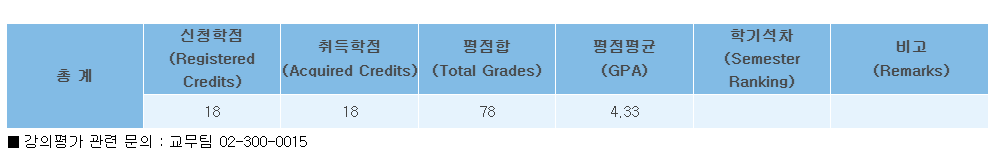 총 계
신청학점
(Registered
Credits)
취득학점
(Acquired Credits)
평점합
(Total Grades)
평점평균
(GPA)
학기석차
(Semester
Ranking)
비고
(Remarks)
18
18
78
4.33
■ 강의평가 관련 문의 : 교무팀 02-300-0015